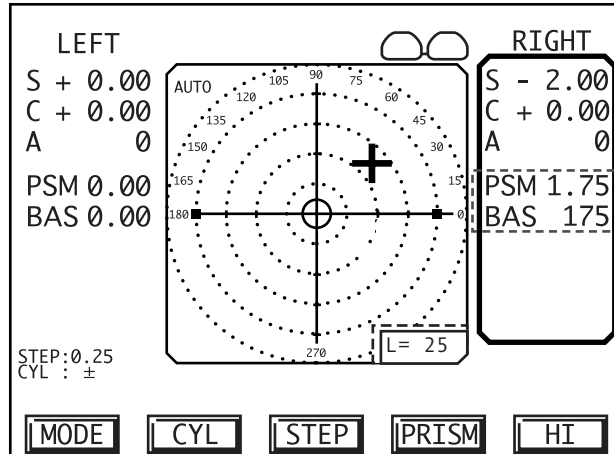 LEFT
S + 0.00
C + 0.00
A 0
PSM 0.00
BAS 0.00
STEP:0.25
CYL : ±
AUTO
90
105
75
120
60
135
45
150
30
165
15
180
0
270
L= 25
RIGHT
S - 2.00
C + 0.00
A 0
PSM 1.75
BAS 175
MODE
CYL
STEP
PRISM
HI